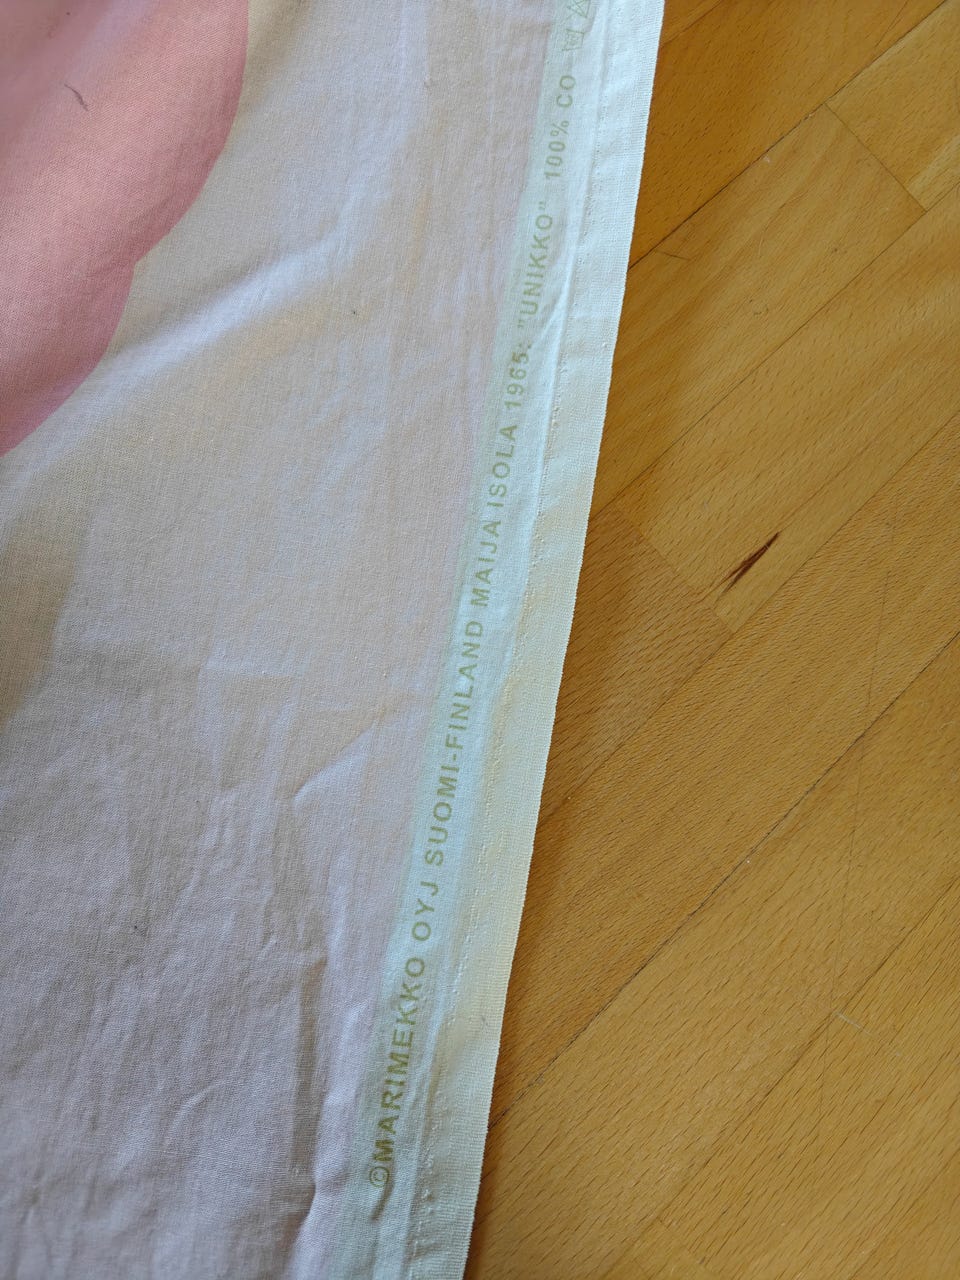 ©MARIMEKKO OYJ SUOMI-FINLAND MAIJA ISOLA 1965: "UNIKKO" 100% CO